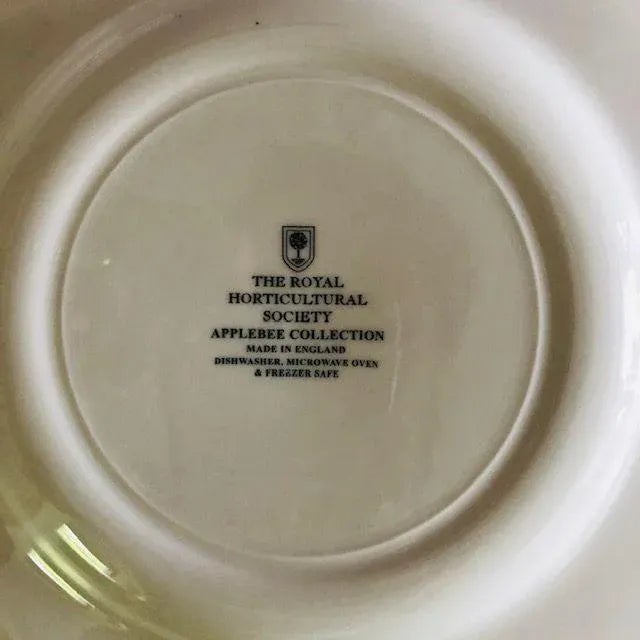 THE ROYAL
HORTICULTURAL
SOCIETY
APPLEBEE COLLECTION
MADE IN ENGLAND
DISHWASHER, MICROWAVE OVEN
& FREEZER SAFE